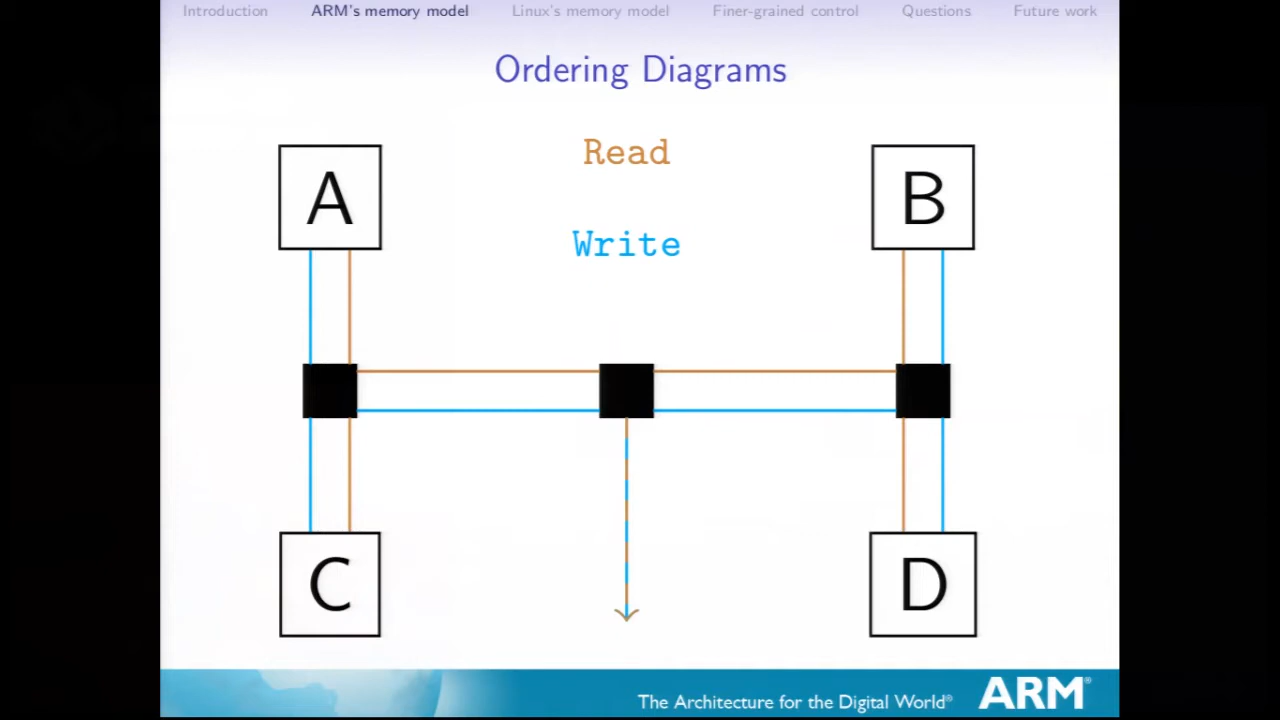 Introduction ARM's memory model Linux's memory model Finer-grained control Questions Future work
Ordering Diagrams
Read
Write
A
B
C
D
The Architecture for the Digital World® ARM®